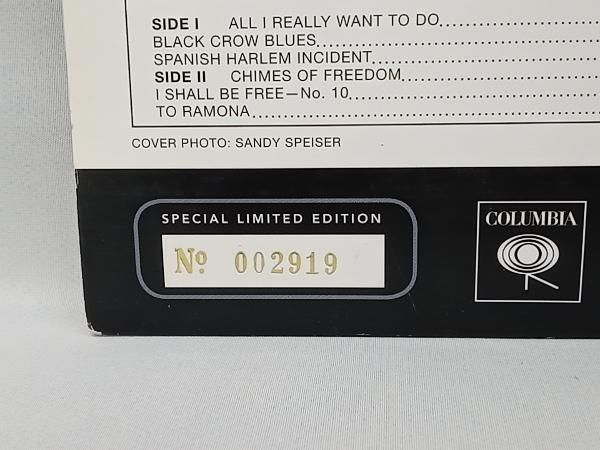 SIDE I ALL I REALLY WANT TO DO
BLACK CROW BLUES
SPANISH HARLEM INCIDENT
SIDE II CHIMES OF FREEDOM
I SHALL BE FREE—No. 10
TO RAMONA
COVER PHOTO: SANDY SPEISER
SPECIAL LIMITED EDITION
Nº 002919
COLUMBIA